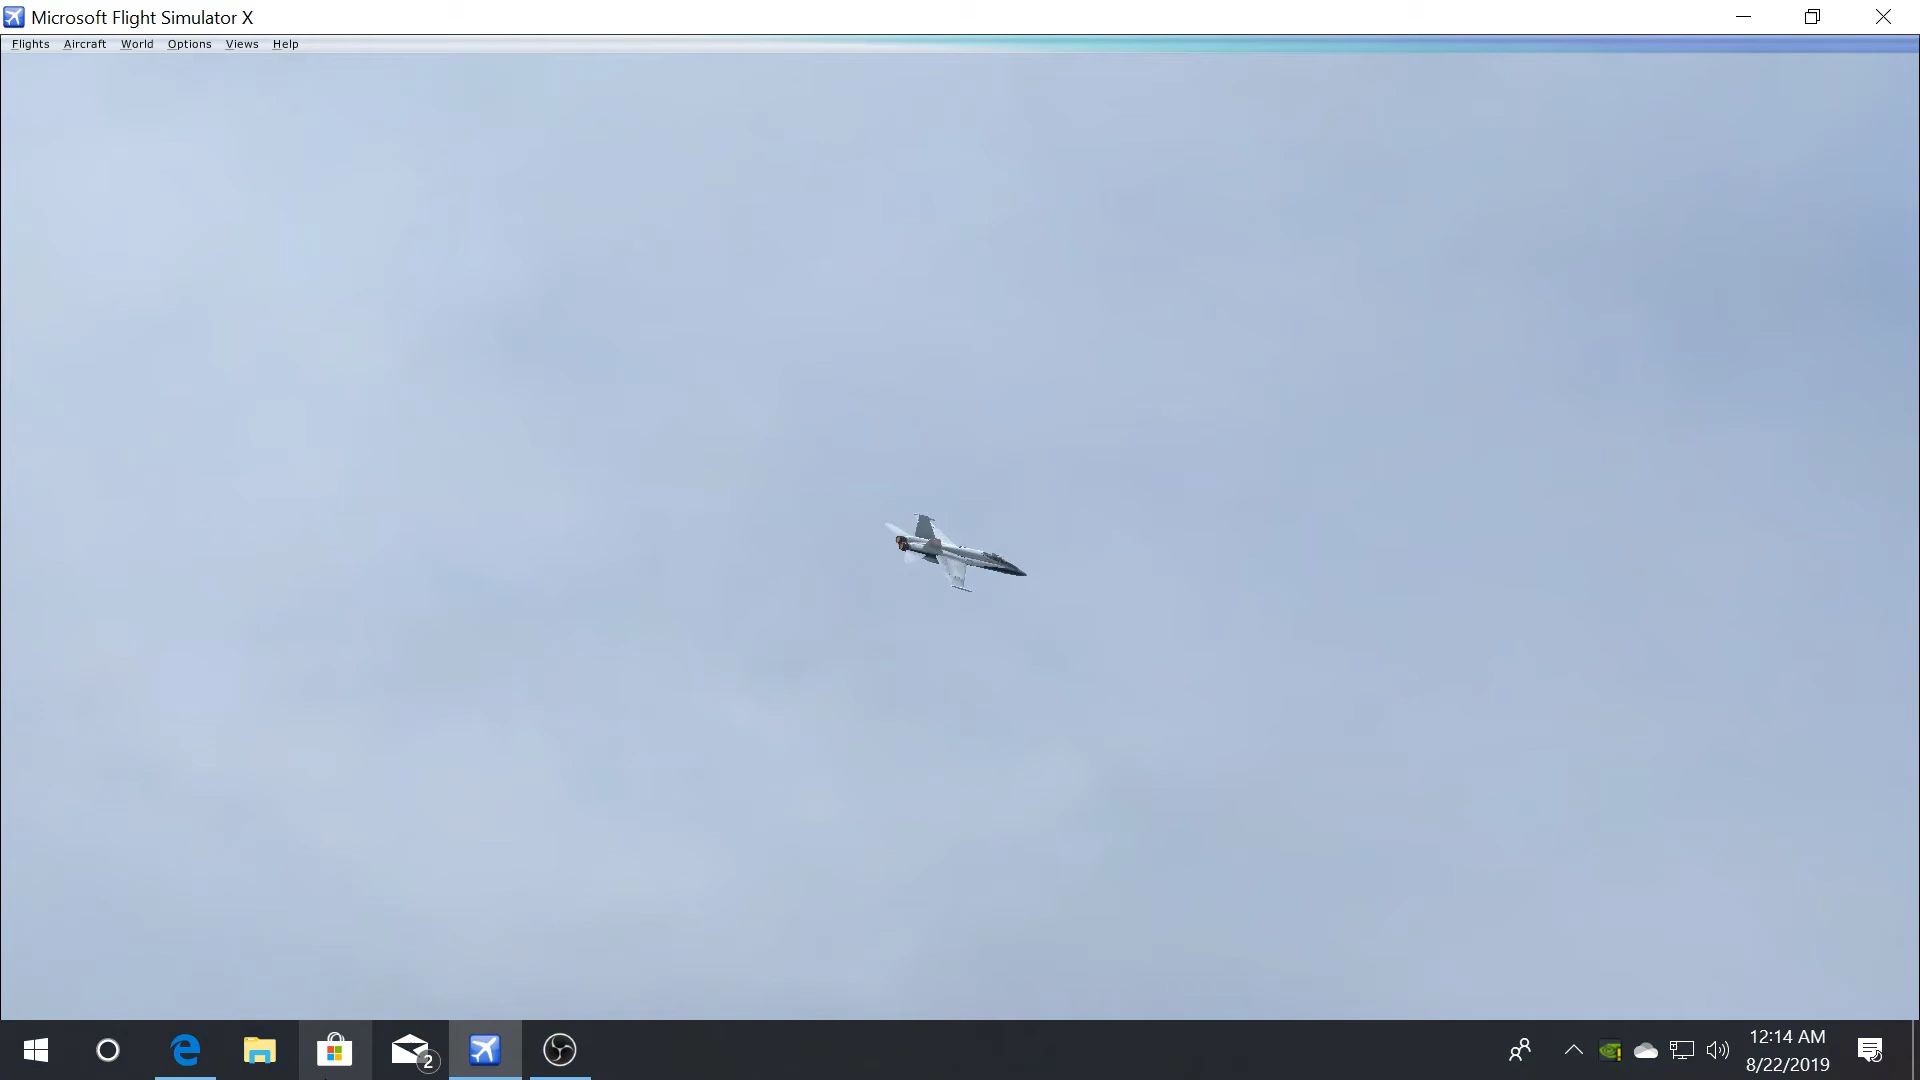 Microsoft Flight Simulator X
Flights Aircraft World Options Views Help
2
12:14 AM
8/22/2019